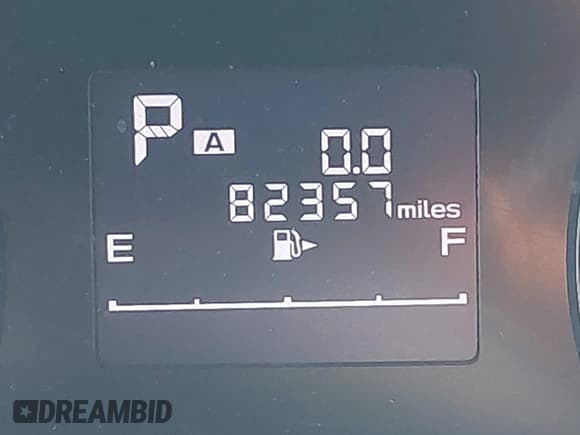 P A 0.0
82357 miles
E F
DREAMBID